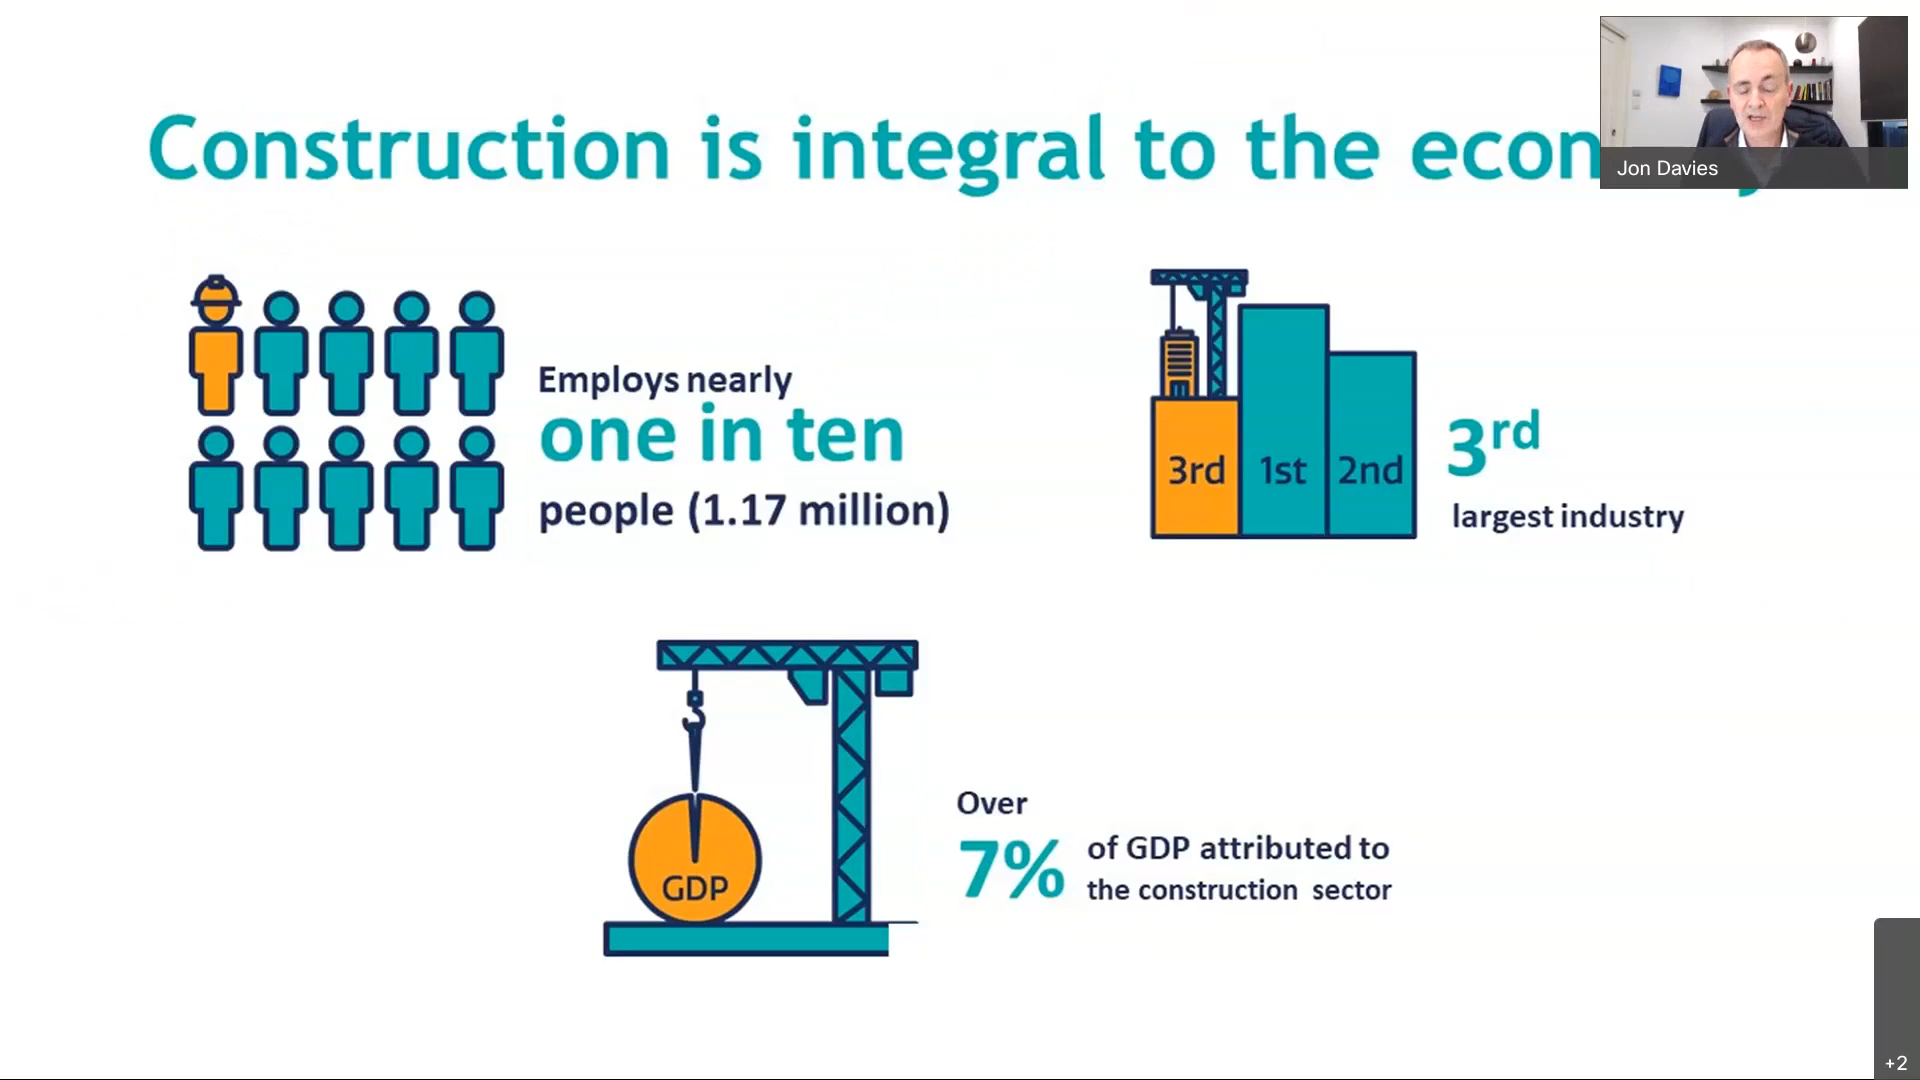 Construction is integral to the econ
Jon Davies
Employs nearly
one in ten
people (1.17 million)
3rd
1st
2nd
3rd
largest industry
GDP
Over
7%
of GDP attributed to
the construction sector
+2